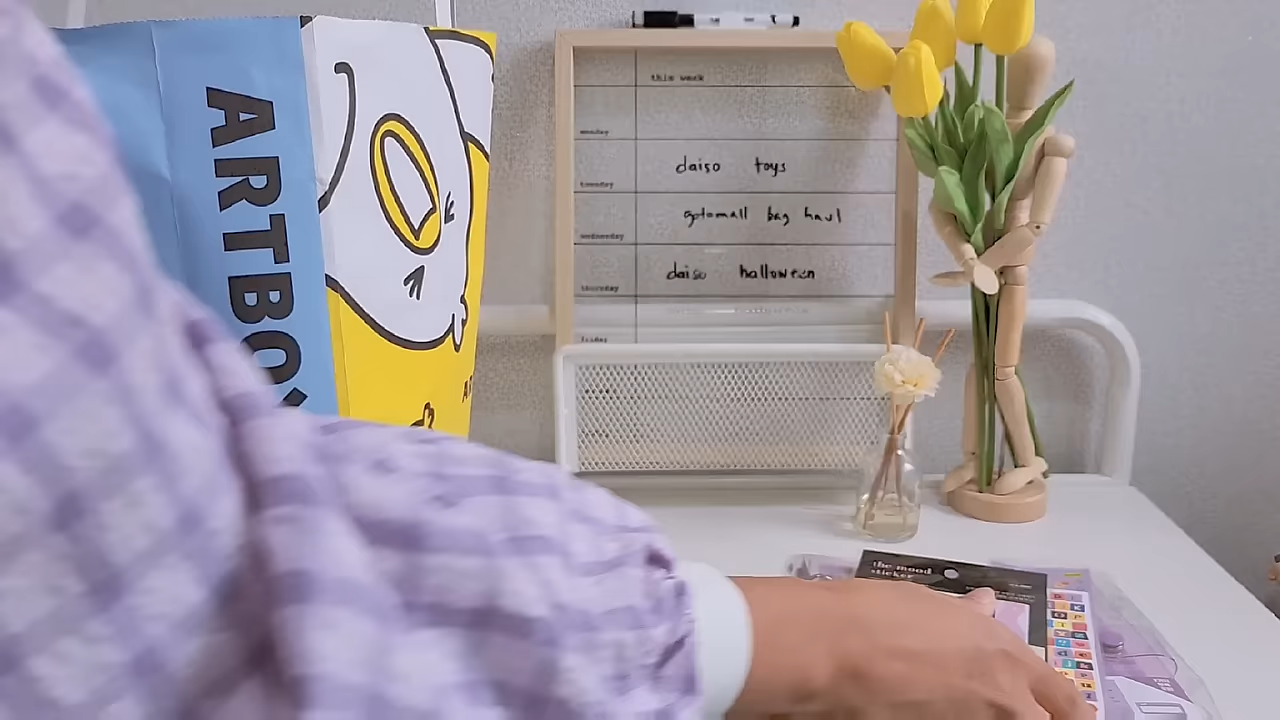 ARTBOX
this week
monday
tuesday
daiso toys
wednesday
gotomall bag haul
thursday
daiso halloween
friday
the mood
sticker